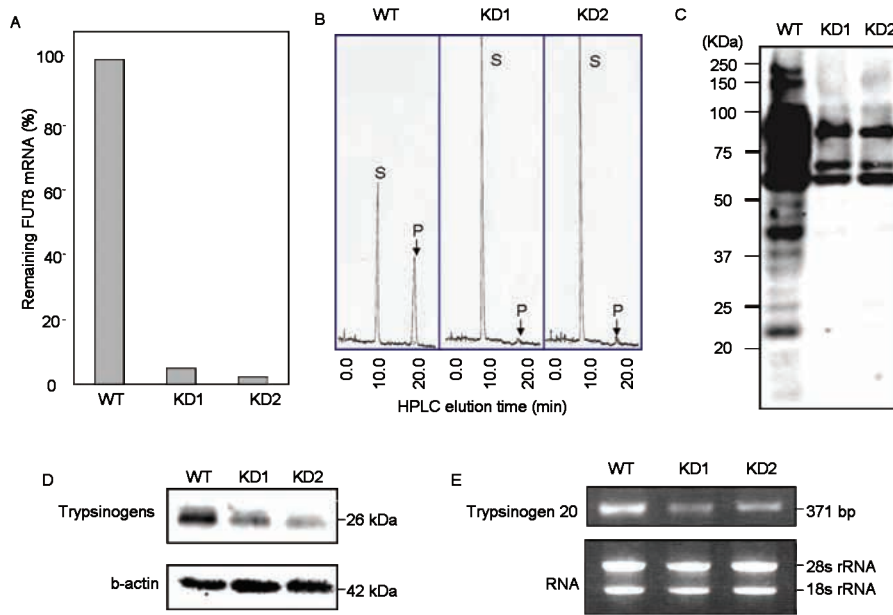 A
Remaining FUT8 mRNA (%)
100
80
60
40
20
0
WT KD1 KD2
B
WT KD1 KD2
S P
S P
S P
0.0 10.0 20.0 0.0 10.0 20.0 0.0 10.0 20.0
HPLC elution time (min)
C
(KDa) WT KD1 KD2
250
150
100
75
50
37
25
20
D
WT KD1 KD2
Trypsinogens 26 kDa
b-actin 42 kDa
E
WT KD1 KD2
Trypsinogen 20 371 bp
RNA 28s rRNA
18s rRNA